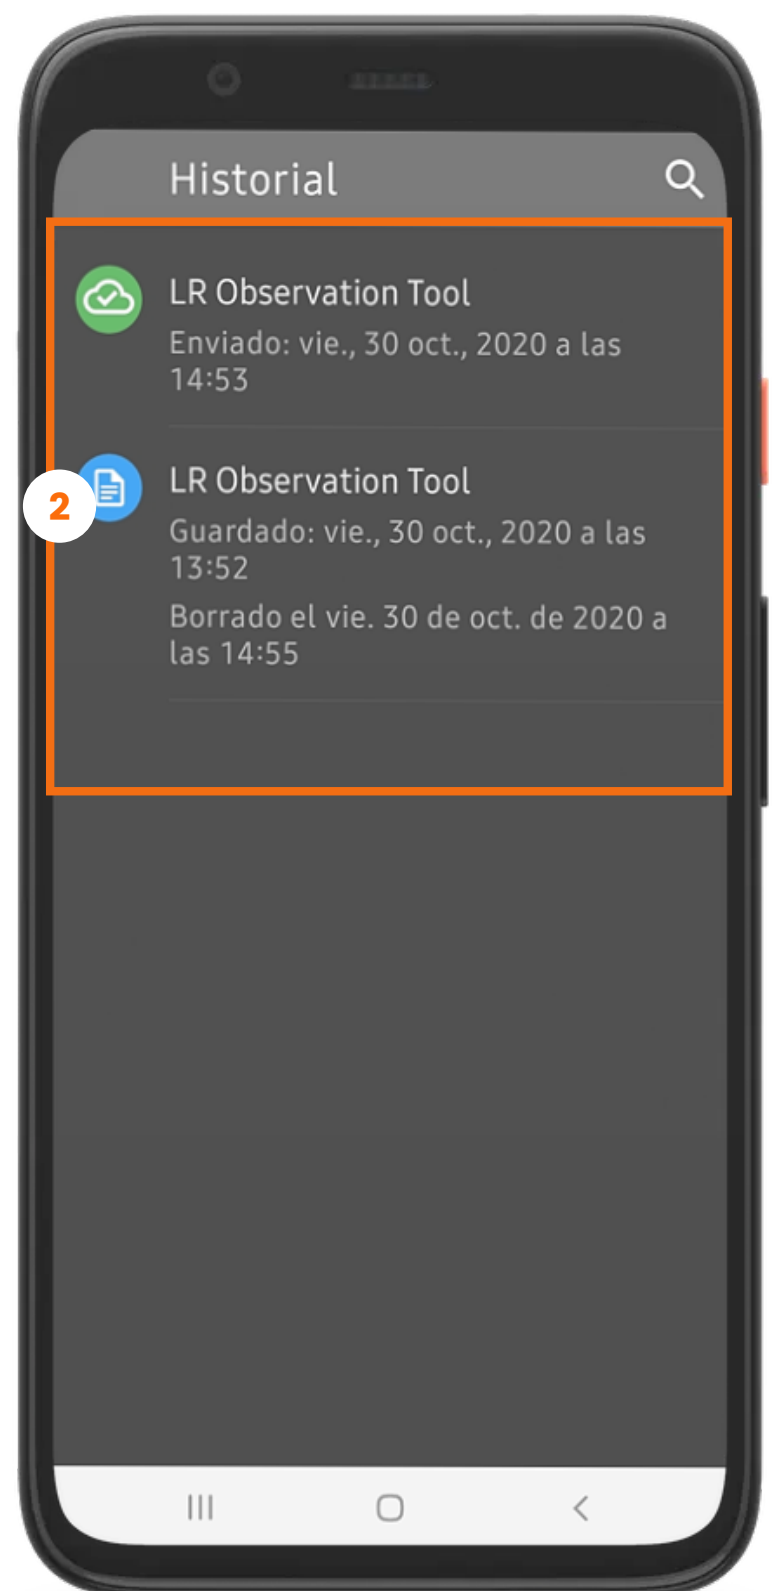 Historial
LR Observation Tool
Enviado: vie., 30 oct., 2020 a las
14:53
2
LR Observation Tool
Guardado: vie., 30 oct., 2020 a las
13:52
Borrado el vie. 30 de oct. de 2020 a
las 14:55